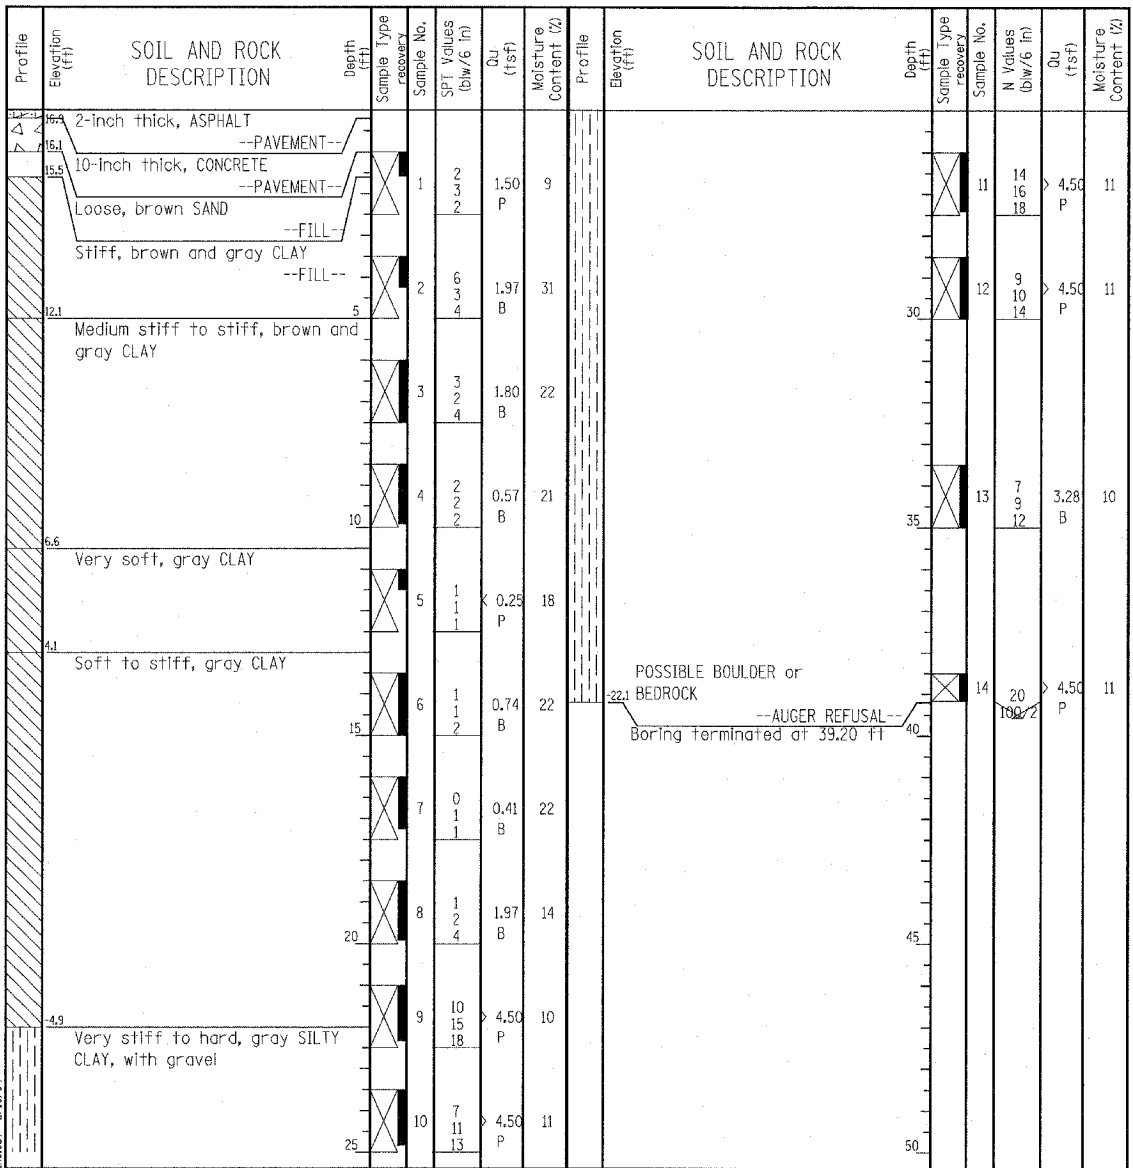 Profile
Elevation (ft)
SOIL AND ROCK
DESCRIPTION
Depth (ft)
Sample Type
recovery
Sample No.
SPT Values
(blw/6 in)
Qu
(tsf)
Moisture
Content (%)
Profile
Elevation (ft)
SOIL AND ROCK
DESCRIPTION
Depth (ft)
Sample Type
recovery
Sample No.
N Values
(blw/6 in)
Qu
(tsf)
Moisture
Content (%)
16.9 2-inch thick, ASPHALT
--PAVEMENT--
16.1 10-inch thick, CONCRETE
--PAVEMENT--
15.5 Loose, brown SAND
--FILL--
Stiff, brown and gray CLAY
--FILL--
1 2 3 2 1.50 P 9
2 6 3 4 1.97 B 31
12.1 5
Medium stiff to stiff, brown and
gray CLAY
3 3 2 4 1.80 B 22
4 2 2 2 0.57 B 21
10
6.6
Very soft, gray CLAY
5 1 1 1 < 0.25 P 18
4.1
Soft to stiff, gray CLAY
6 1 1 2 0.74 B 22
15
7 0 1 1 0.41 B 22
8 1 2 4 1.97 B 14
20
9 10 15 18 > 4.50 P 10
-4.9
Very stiff to hard, gray SILTY
CLAY, with gravel
10 7 11 13 > 4.50 P 11
25
11 14 16 18 > 4.50 P 11
12 9 10 14 > 4.50 P 11
30
13 7 9 12 3.28 B 10
35
POSSIBLE BOULDER or
-22.1 BEDROCK
14 20 100/2 > 4.50 P 11
--AUGER REFUSAL--
Boring terminated at 39.20 ft
40
45
50